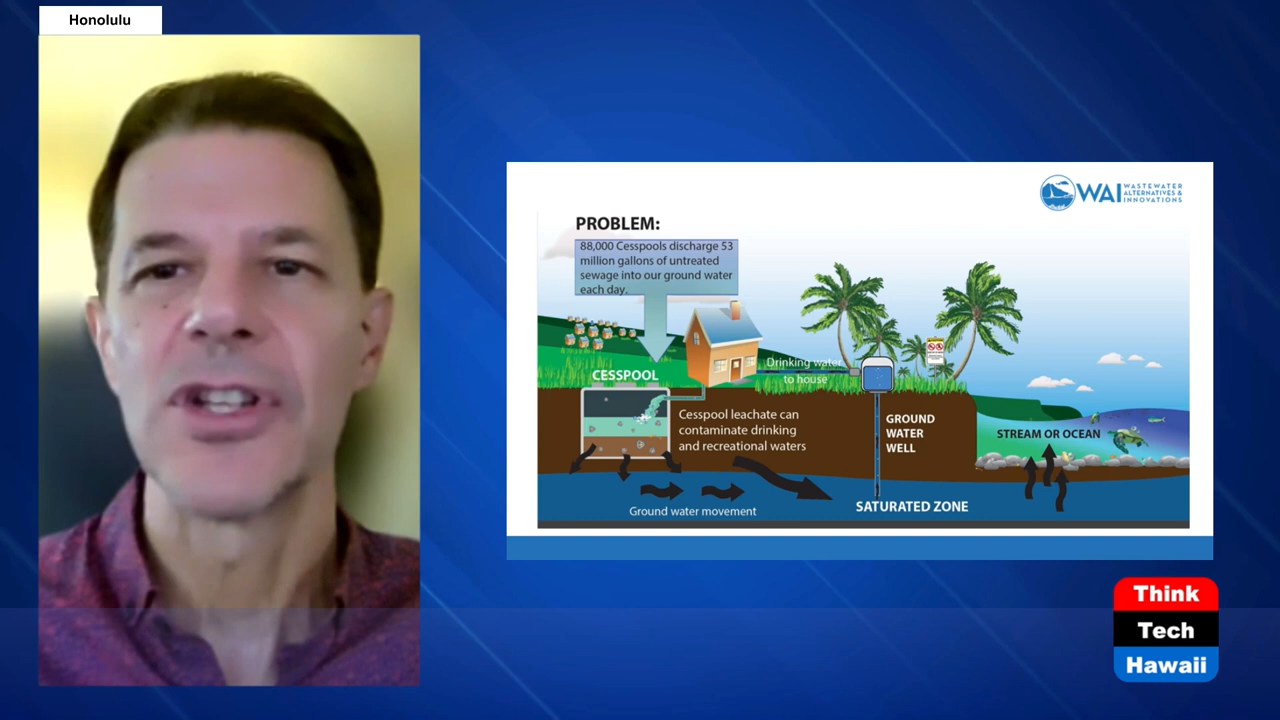 Honolulu
WAI WASTEWATER
ALTERNATIVES &
INNOVATIONS
PROBLEM:
88,000 Cesspools discharge 53
million gallons of untreated
sewage into our ground water
each day.
CESSPOOL
Drinking water
to house
Cesspool leachate can
contaminate drinking
and recreational waters
GROUND
WATER
WELL
STREAM OR OCEAN
SATURATED ZONE
Ground water movement
Think
Tech
Hawaii